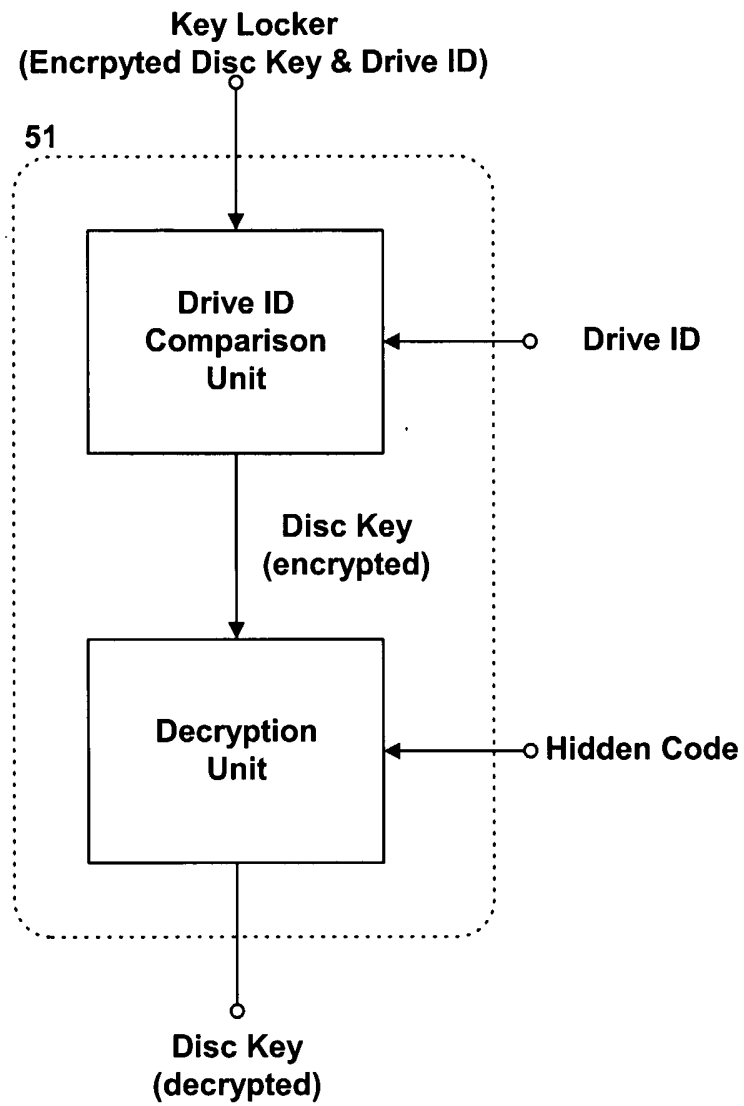 Key Locker
(Encrpyted Disc Key & Drive ID)
51
Drive ID
Comparison
Unit
Drive ID
Disc Key
(encrypted)
Decryption
Unit
Hidden Code
Disc Key
(decrypted)